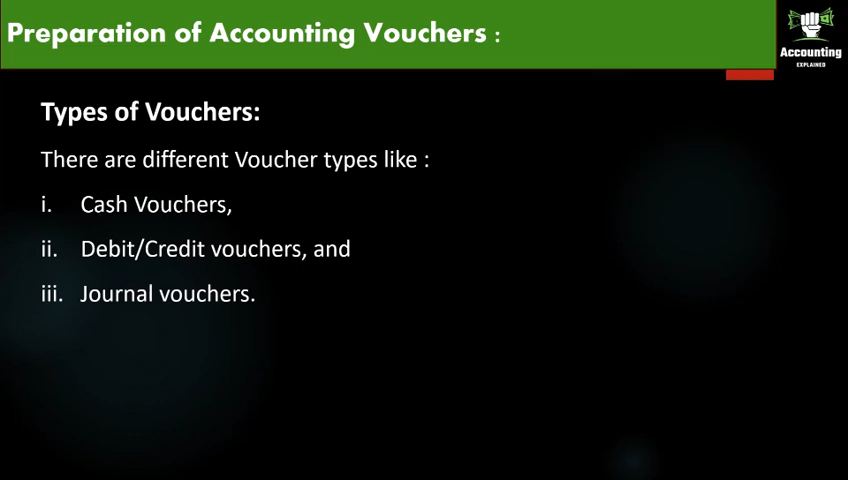 Preparation of Accounting Vouchers :
Accounting
EXPLAINED
Types of Vouchers:
There are different Voucher types like :
i. Cash Vouchers,
ii. Debit/Credit vouchers, and
iii. Journal vouchers.